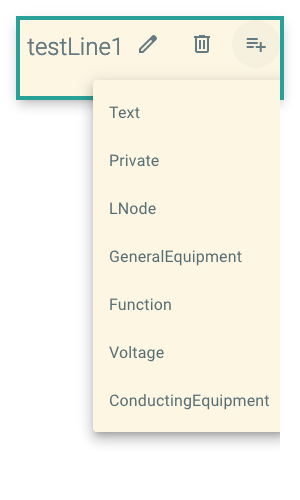 testLine1
Text
Private
LNode
GeneralEquipment
Function
Voltage
ConductingEquipment